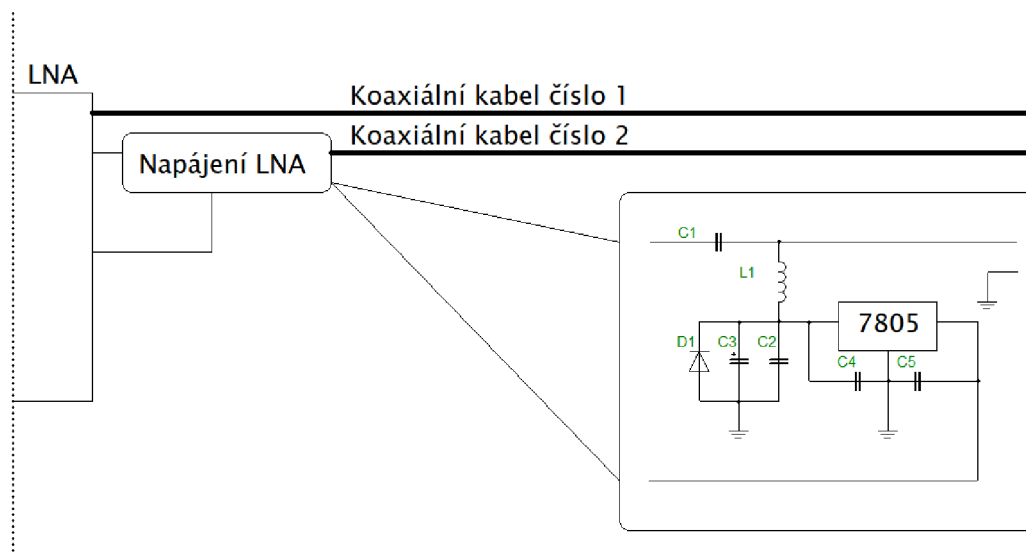 LNA
Koaxiální kabel číslo 1
Koaxiální kabel číslo 2
Napájení LNA
C1
L1
7805
D1
C3
C2
C4
C5
+